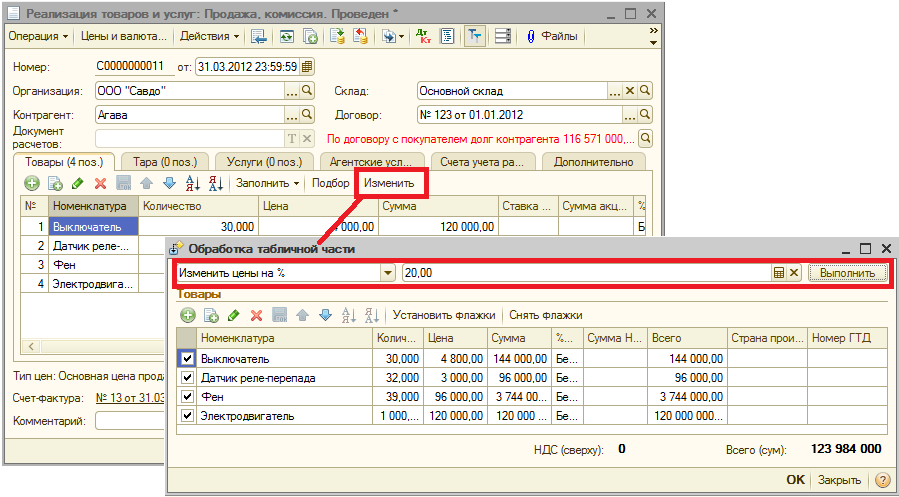 Реализация товаров и услуг: Продажа, комиссия. Проведен *
Операция Цены и валюта... Действия Дт Кт Файлы
Номер: С0000000011 от: 31.03.2012 23:59:59
Организация: ООО "Савдо" Склад: Основной склад
Контрагент: Агава Договор: № 123 от 01.01.2012
Документ расчетов: По договору с покупателем долг контрагента 116 571 000,...
Товары (4 поз.) Тара (0 поз.) Услуги (0 поз.) Агентские усл... Счета учета ра... Дополнительно
Заполнить Подбор Изменить
№ Номенклатура Количество Цена Сумма Ставка ... Сумма акц... %
1 Выключатель 30,000 000,00 120 000,00
2 Датчик реле-...
3 Фен
4 Электродвига...
Тип цен: Основная цена прода
Счет-фактура: № 13 от 31.03
Комментарий:
Обработка табличной части
Изменить цены на % 20,00 Выполнить
Товары
Установить флажки Снять флажки
Номенклатура Колич... Цена Сумма %... Сумма Н... Всего Страна прои... Номер ГТД
Выключатель 30,000 4 800,00 144 000,00 Бе... 144 000,00
Датчик реле-перепада 32,000 3 000,00 96 000,00 Бе... 96 000,00
Фен 39,000 96 000,00 3 744 00... Бе... 3 744 000,00
Электродвигатель 1 000,... 120 000,00 120 000 ... Бе... 120 000 000...
НДС (сверху): 0 Всего (сум): 123 984 000
OK Закрыть